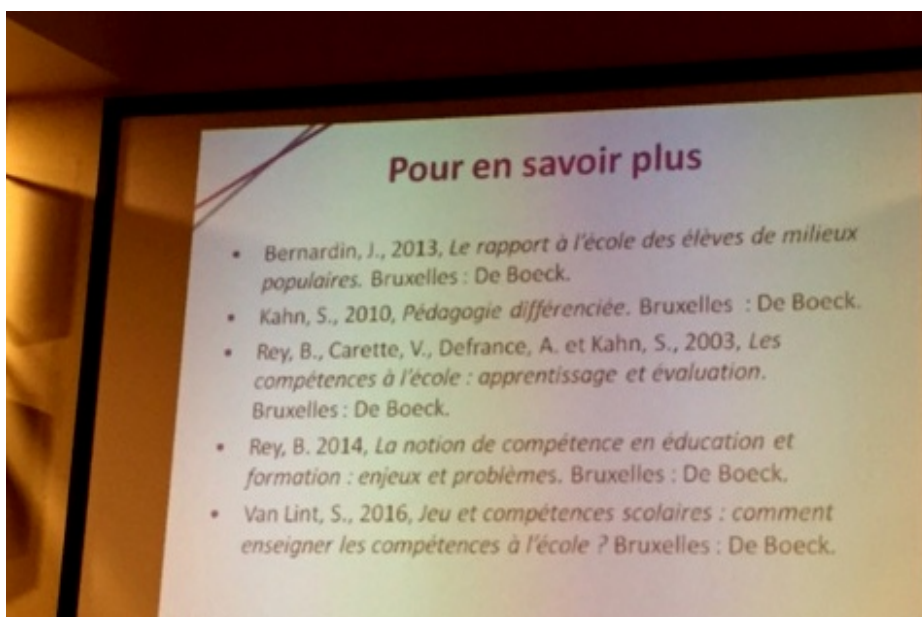 Pour en savoir plus
• Bernardin, J., 2013, Le rapport à l'école des élèves de milieux
populaires. Bruxelles : De Boeck.
• Kahn, S., 2010, Pédagogie différenciée. Bruxelles : De Boeck.
• Rey, B., Carette, V., Defrance, A. et Kahn, S., 2003, Les
compétences à l'école : apprentissage et évaluation.
Bruxelles : De Boeck.
• Rey, B. 2014, La notion de compétence en éducation et
formation : enjeux et problèmes. Bruxelles : De Boeck.
• Van Lint, S., 2016, Jeu et compétences scolaires : comment
enseigner les compétences à l'école ? Bruxelles : De Boeck.